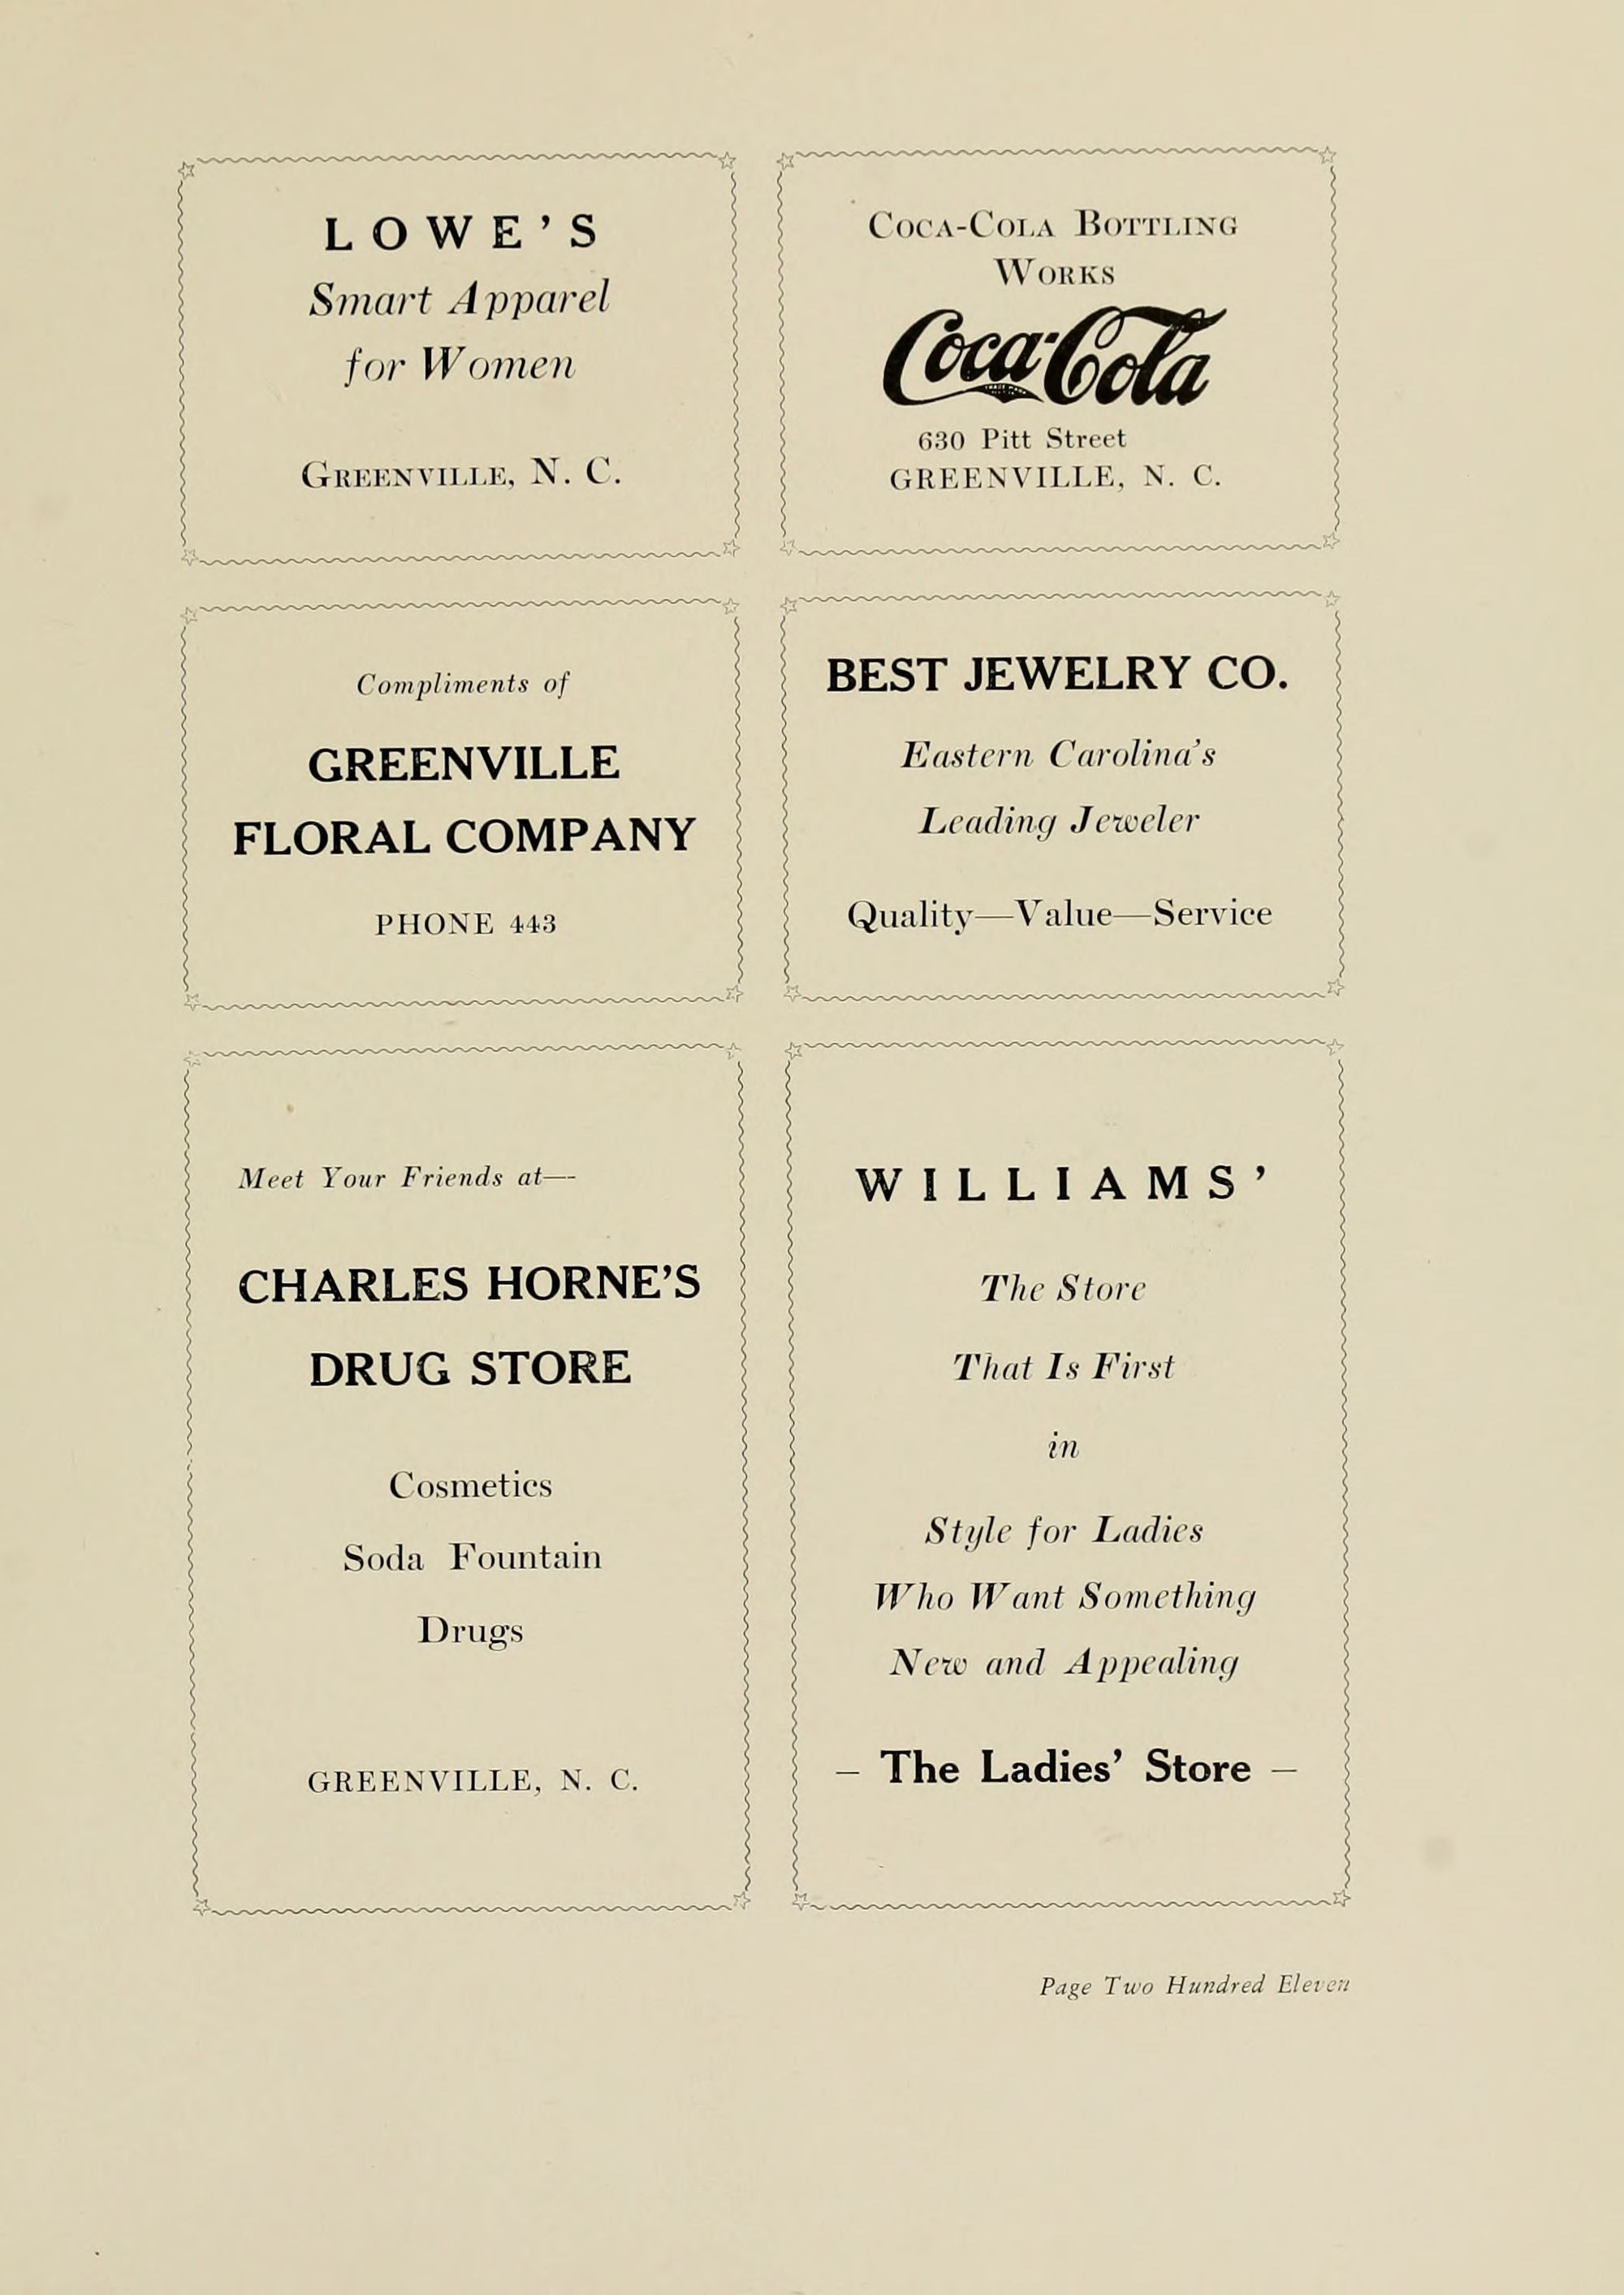 LOWE'S
Smart Apparel
for Women
GREENVILLE, N. C.
COCA-COLA BOTTLING
WORKS
Coca-Cola
630 Pitt Street
GREENVILLE, N. C.
Compliments of
GREENVILLE
FLORAL COMPANY
PHONE 443
BEST JEWELRY CO.
Eastern Carolina's
Leading Jeweler
Quality—Value—Service
Meet Your Friends at—
CHARLES HORNE'S
DRUG STORE
Cosmetics
Soda Fountain
Drugs
GREENVILLE, N. C.
WILLIAMS'
The Store
That Is First
in
Style for Ladies
Who Want Something
New and Appealing
– The Ladies' Store –
Page Two Hundred Eleven